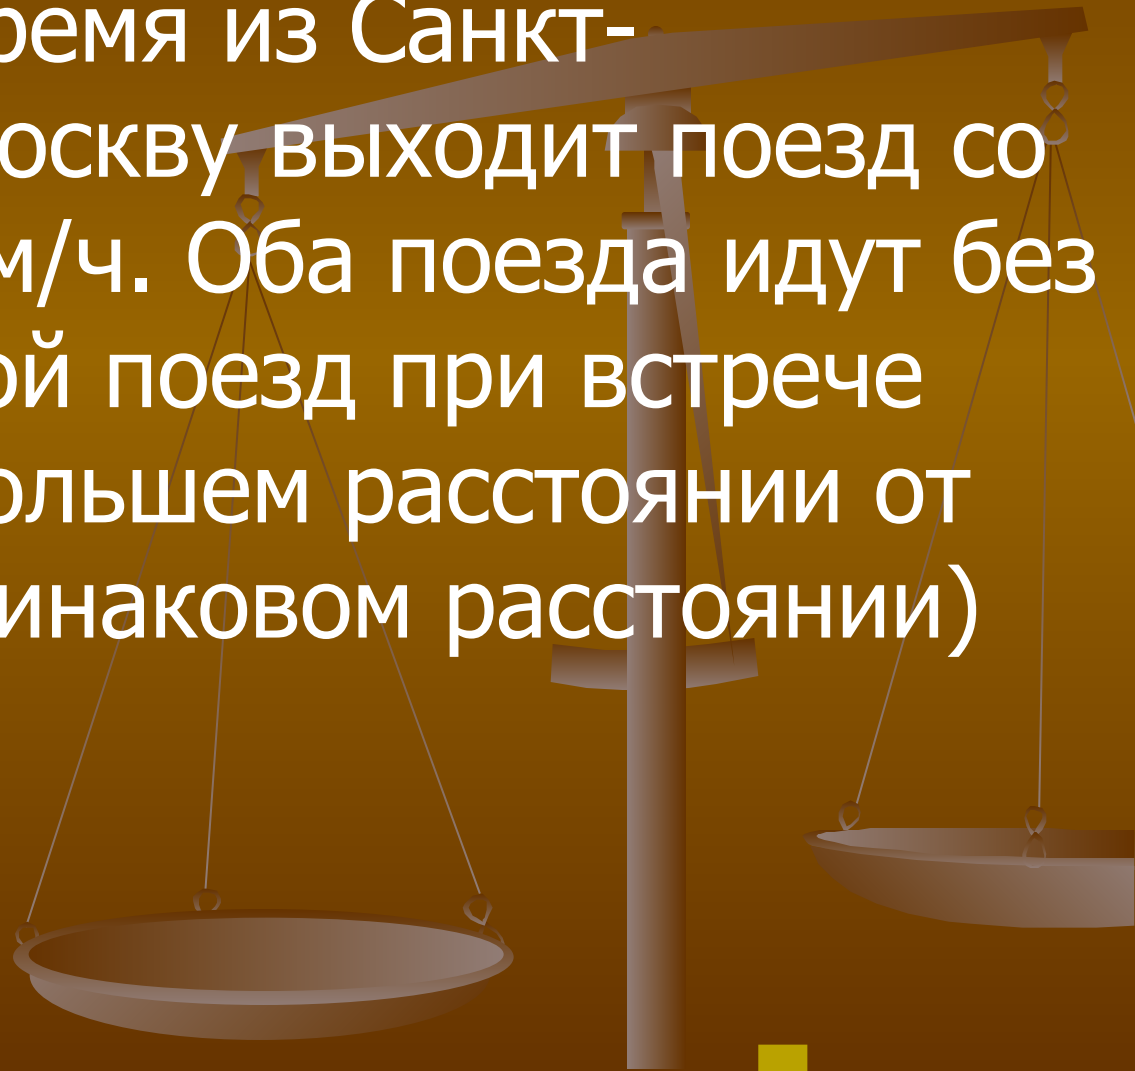 ремя из Санкт-
оскву выходит поезд со
м/ч. Оба поезда идут без
ой поезд при встрече
ольшем расстоянии от
инаковом расстоянии)